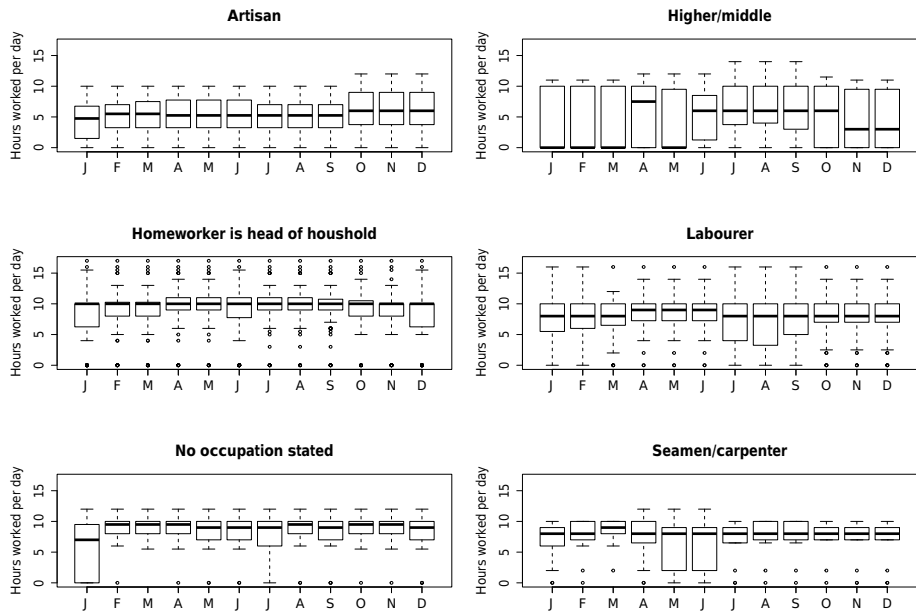 Artisan
Hours worked per day
15
10
5
0
J F M A M J J A S O N D
Higher/middle
Hours worked per day
15
10
5
0
J F M A M J J A S O N D
Homeworker is head of houshold
Hours worked per day
15
10
5
0
J F M A M J J A S O N D
Labourer
Hours worked per day
15
10
5
0
J F M A M J J A S O N D
No occupation stated
Hours worked per day
15
10
5
0
J F M A M J J A S O N D
Seamen/carpenter
Hours worked per day
15
10
5
0
J F M A M J J A S O N D